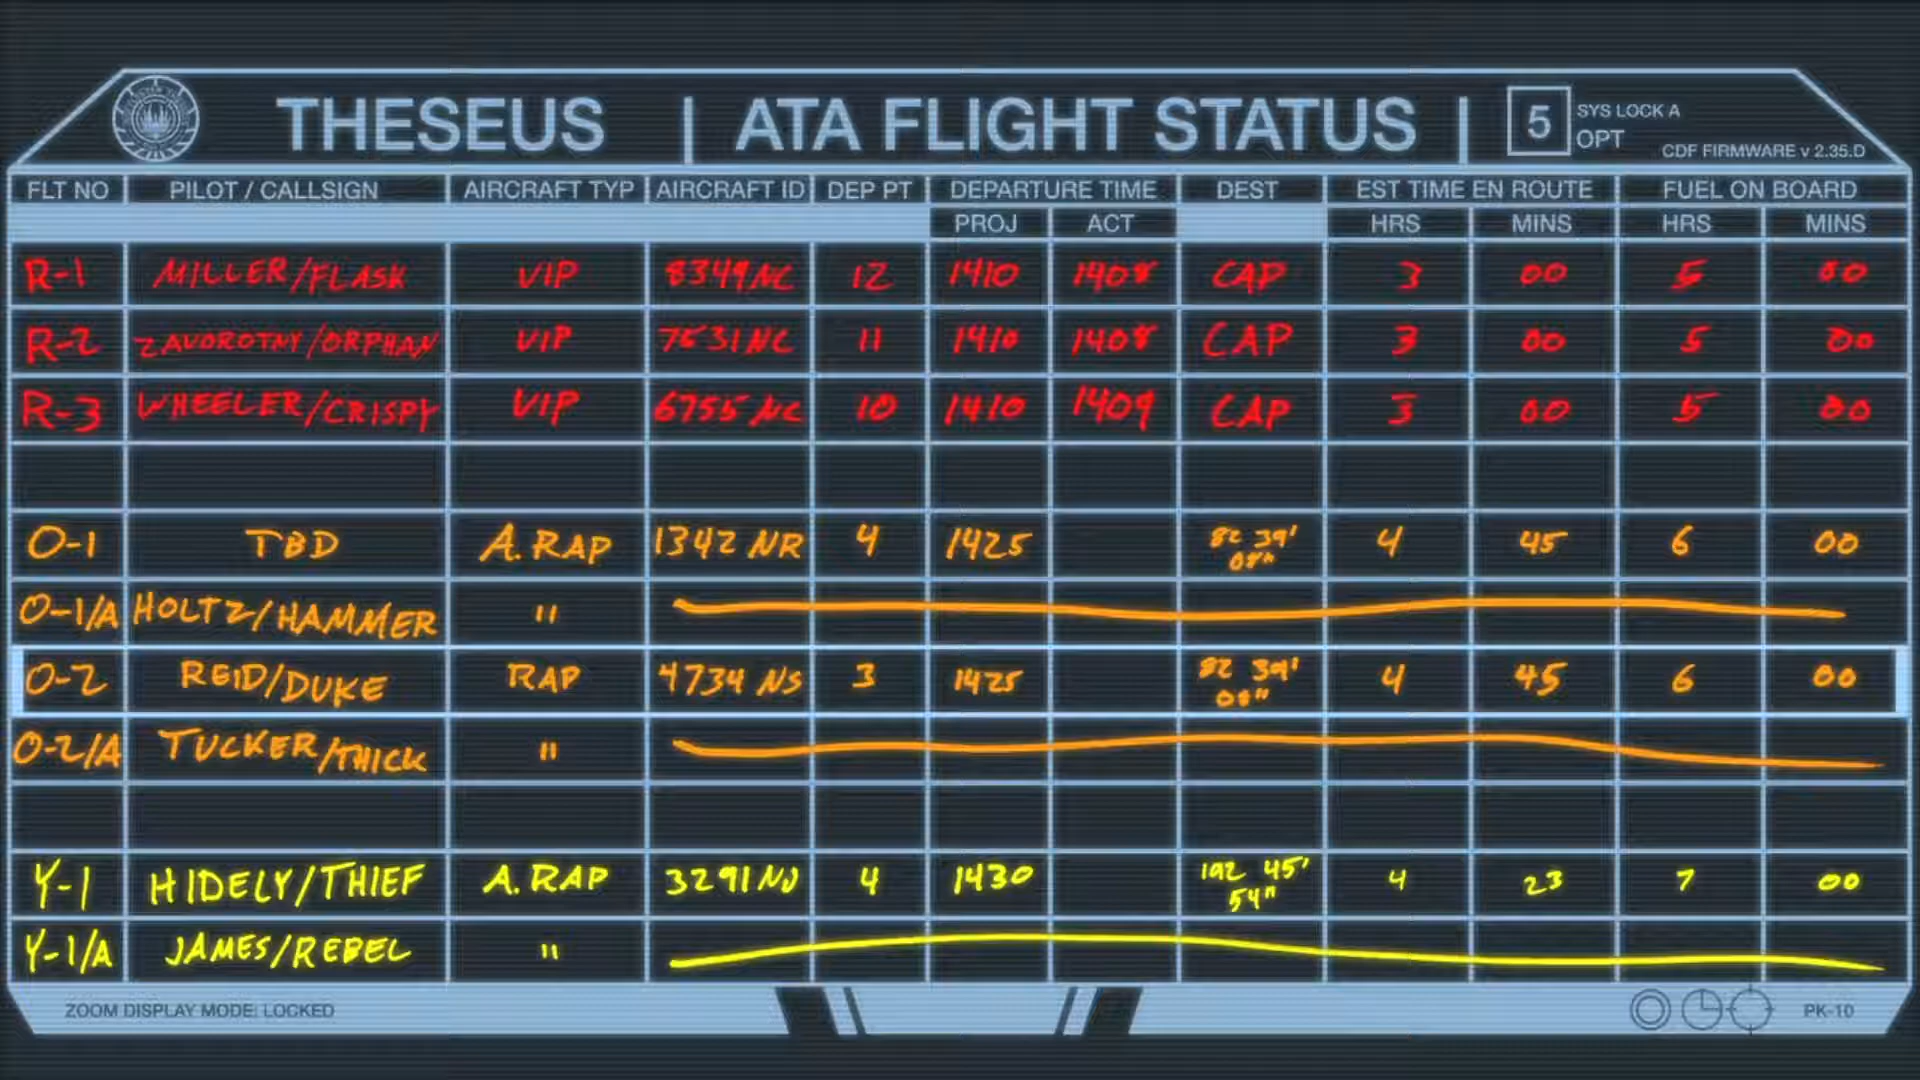 THESEUS | ATA FLIGHT STATUS | 5 SYS LOCK A
OPT
CDF FIRMWARE v 2.35.D
FLT NO PILOT / CALLSIGN AIRCRAFT TYP AIRCRAFT ID DEP PT DEPARTURE TIME DEST EST TIME EN ROUTE FUEL ON BOARD
PROJ ACT HRS MINS HRS MINS
R-1 MILLER/FLASK VIP 8349NC 12 1410 1408 CAP 3 00 5 00
R-2 ZAVOROTNY/ORPHAN VIP 7531NC 11 1410 1408 CAP 3 00 5 00
R-3 WHEELER/CRISPY VIP 6755NC 10 1410 1409 CAP 3 00 5 00
O-1 TBD A.RAP 1342NR 4 1425 82 39' 4 45 6 00
08"
O-1/A HOLTZ/HAMMER "
O-2 REID/DUKE RAP 4734NS 3 1425 82 39' 4 45 6 00
08"
O-2/A TUCKER/THICK "
Y-1 HIDELY/THIEF A.RAP 3291NJ 4 1430 192 45' 4 23 7 00
54"
Y-1/A JAMES/REBEL "
ZOOM DISPLAY MODE: LOCKED PK-10